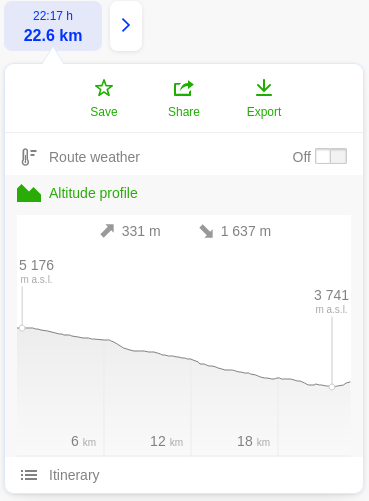 22:17 h
22.6 km
Save Share Export
Route weather Off
Altitude profile
331 m 1 637 m
5 176
m a.s.l.
3 741
m a.s.l.
6 km 12 km 18 km
Itinerary